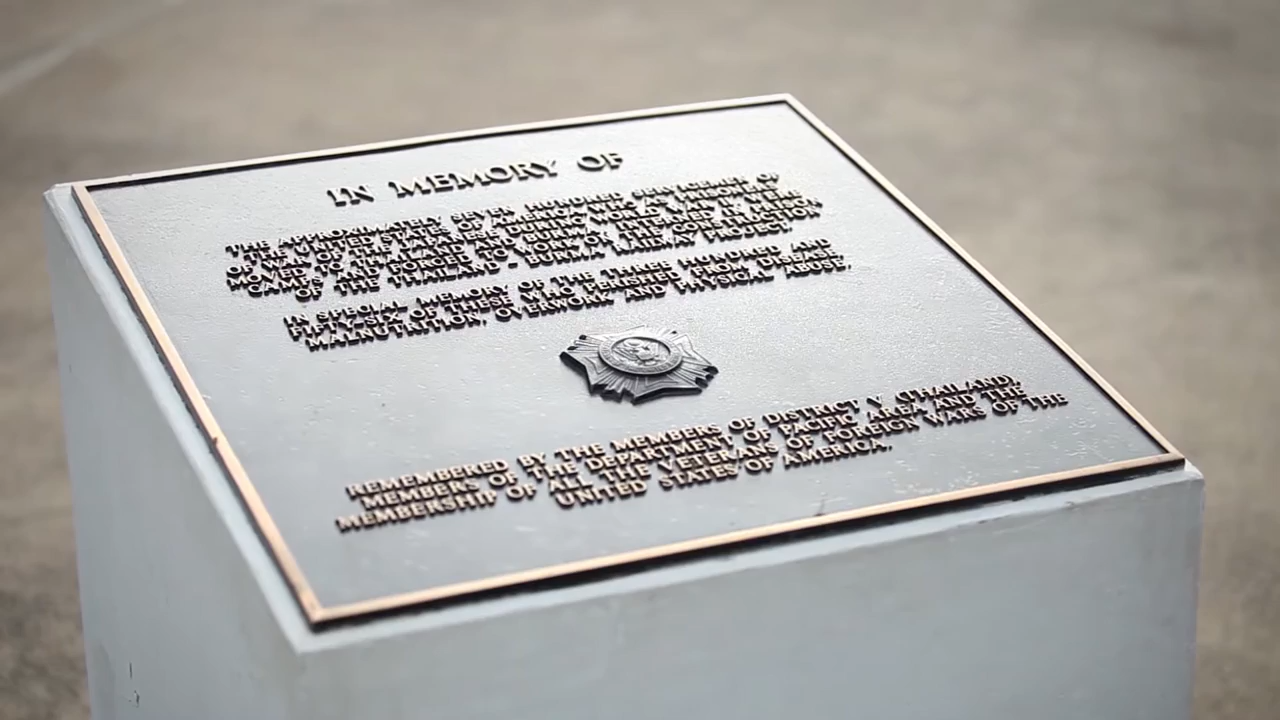 IN MEMORY OF
THE APPROXIMATELY SEVEN HUNDRED SERVICEMEN OF
THE UNITED STATES OF AMERICA WHO AS PRISONERS
OF WAR OF THE JAPANESE DURING WORLD WAR II WERE
MOVED TO THAILAND AND BURMA, INTERNED IN PRISON
CAMPS AND FORCED TO WORK ON THE CONSTRUCTION
OF THE THAILAND - BURMA RAILWAY PROJECT.
IN SPECIAL MEMORY OF THE THREE HUNDRED AND
FIFTY-SIX OF THESE WHO PERISHED FROM DISEASE,
MALNUTRITION, OVERWORK AND PHYSICAL ABUSE.
REMEMBERED BY THE MEMBERS OF DISTRICT V (THAILAND),
MEMBERS OF THE DEPARTMENT OF PACIFIC AREA AND THE
MEMBERSHIP OF ALL THE VETERANS OF FOREIGN WARS OF THE
UNITED STATES OF AMERICA.